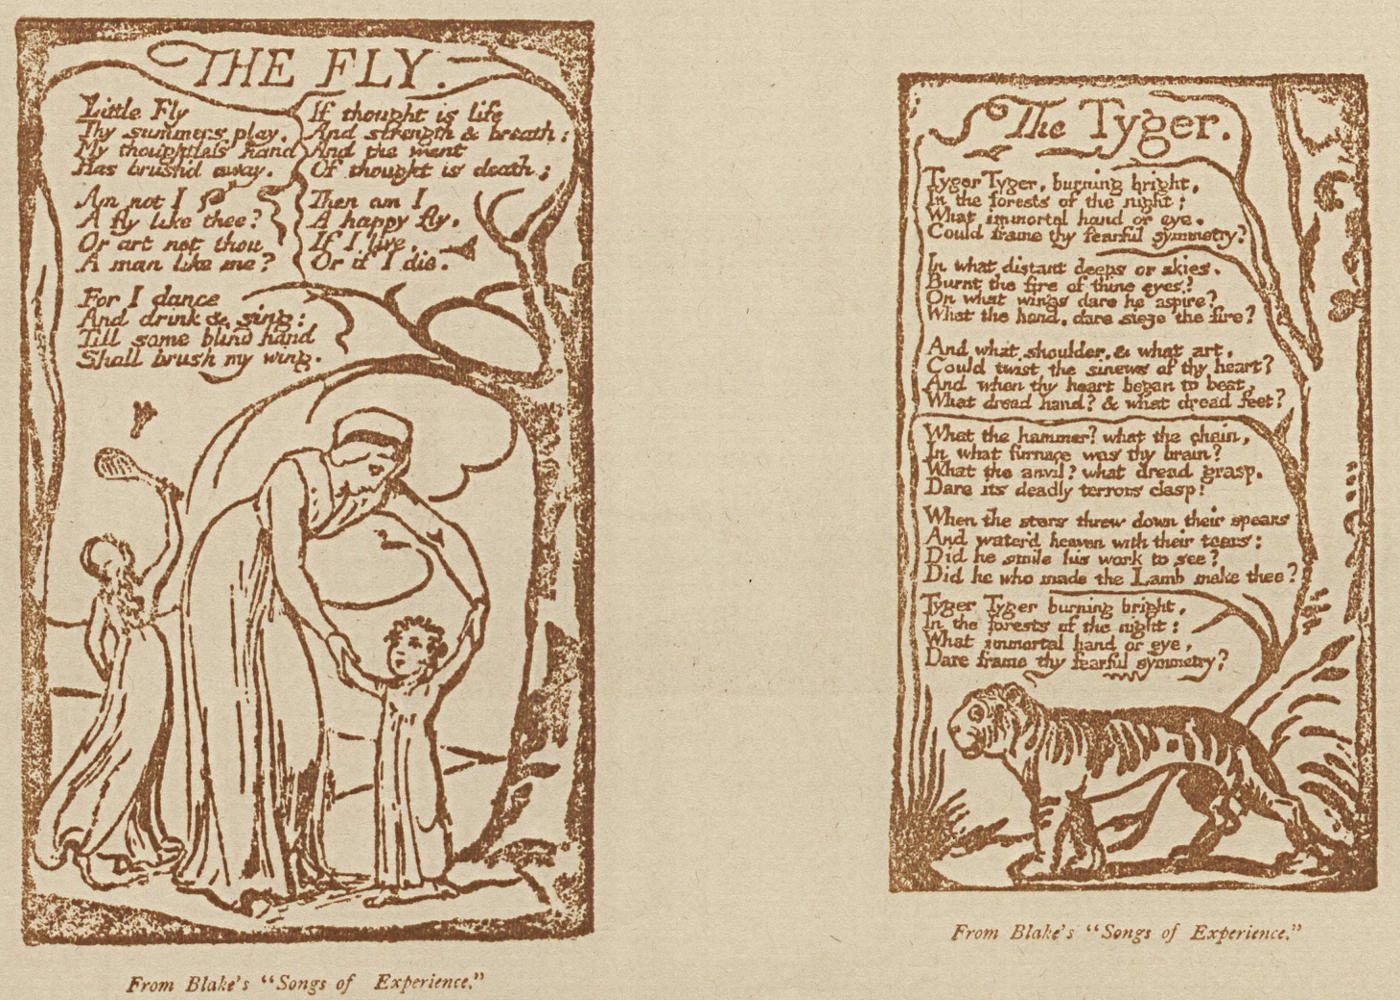 THE FLY.
Little Fly
Thy summers play,
My thoughtless hand
Has brush'd away.
Am not I
A fly like thee?
Or art not thou
A man like me?
For I dance
And drink & sing:
Till some blind hand
Shall brush my wing.
If thought is life
And strength & breath:
And the want
Of thought is death;
Then am I
A happy fly,
If I live,
Or if I die.
From Blake's "Songs of Experience."
The Tyger.
Tyger Tyger, burning bright,
In the forests of the night;
What immortal hand or eye,
Could frame thy fearful symmetry?
In what distant deeps or skies,
Burnt the fire of thine eyes?
On what wings dare he aspire?
What the hand, dare sieze the fire?
And what shoulder, & what art,
Could twist the sinews of thy heart?
And when thy heart began to beat,
What dread hand? & what dread feet?
What the hammer? what the chain,
In what furnace was thy brain?
What the anvil? what dread grasp,
Dare its deadly terrors clasp!
When the stars threw down their spears
And water'd heaven with their tears:
Did he smile his work to see?
Did he who made the Lamb make thee?
Tyger Tyger burning bright,
In the forests of the night:
What immortal hand or eye,
Dare frame thy fearful symmetry?
From Blake's "Songs of Experience."